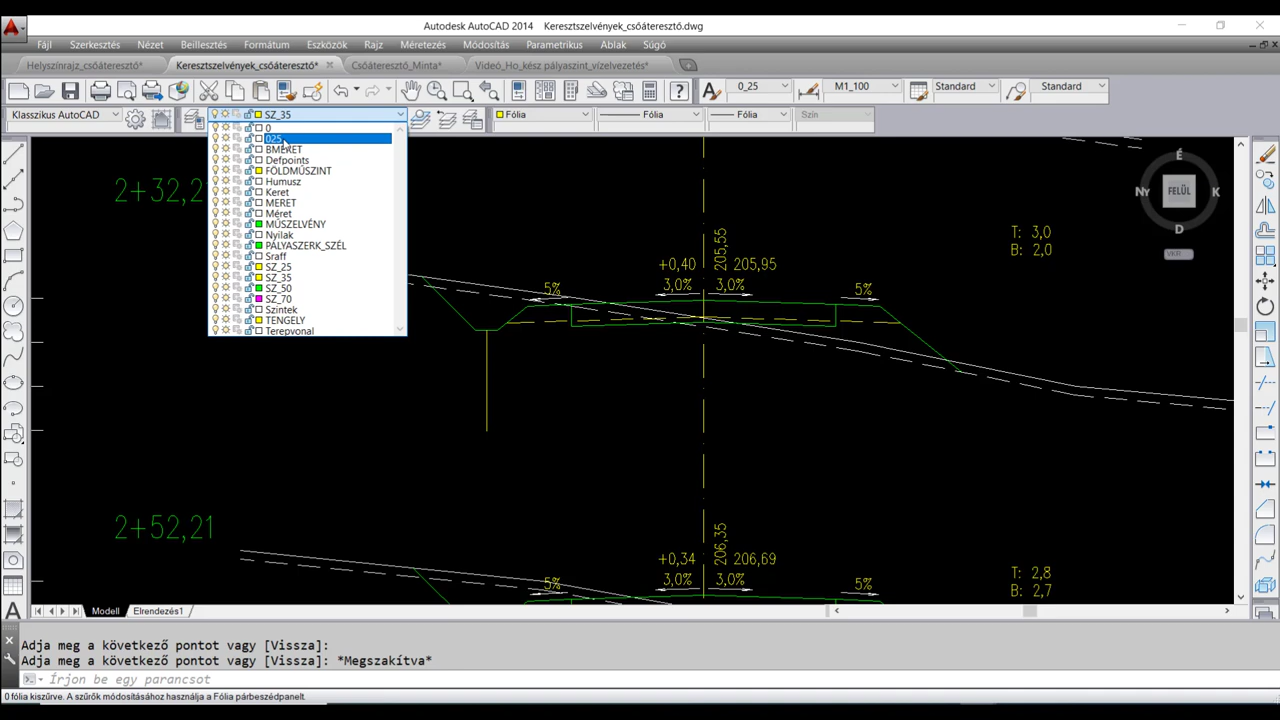 Autodesk AutoCAD 2014 Keresztszelvények_csőáteresztő.dwg
Fájl Szerkesztés Nézet Beillesztés Formátum Eszközök Rajz Méretezés Módosítás Parametrikus Ablak Súgó
Helyszínrajz_csőáteresztő* Keresztszelvények_csőáteresztő* Csőáteresztő_Minta* Videó_Ho_kész pályaszint_vízelvezetés*
0_25 M1_100 Standard Standard
Klasszikus AutoCAD SZ_35 Fólia Fólia Fólia Szín
0
025
BMÉRET
Defpoints
FÖLDMŰSZINT
Humusz
Keret
MERET
Méret
MŰSZELVÉNY
Nyilak
PÁLYASZERK_SZÉL
Sraff
SZ_25
SZ_35
SZ_50
SZ_70
Szintek
TENGELY
Terepvonal
É
NY FELÜL K
D
VKR
205,55
T: 3,0
B: 2,0
+0,40 205,95
5% 3,0% 3,0% 5%
2+52,21
206,35
+0,34 206,69
5% 3,0% 3,0% 5%
T: 2,8
B: 2,7
Modell Elrendezés1
Adja meg a következő pontot vagy [Vissza]:
Adja meg a következő pontot vagy [Vissza]: *Megszakítva*
Írjon be egy parancsot
0 fólia kiszűrve. A szűrők módosításához használja a Fólia párbeszédpanelt.